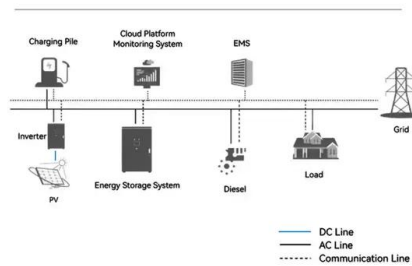 Charging Pile
Cloud Platform
Monitoring System
EMS
Inverter
Grid
PV
Energy Storage System
Diesel
Load
DC Line
AC Line
Communication Line